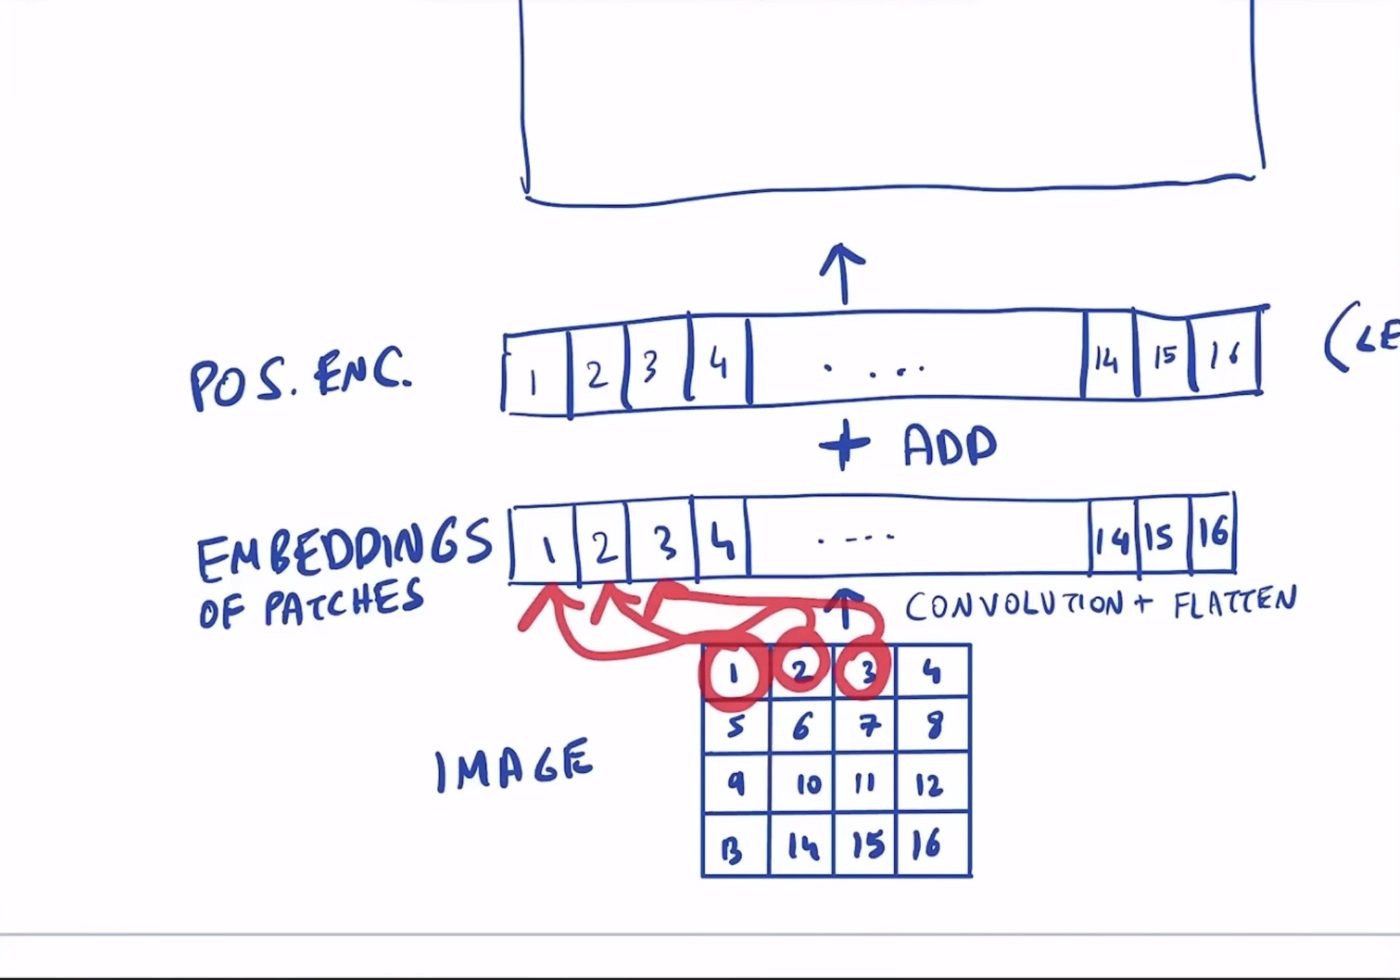 POS. ENC. 1 2 3 4 . ... 14 15 16 (LE
+ ADD
EMBEDDINGS OF PATCHES 1 2 3 4 . --.. 14 15 16
CONVOLUTION + FLATTEN
IMAGE
1 2 3 4
5 6 7 8
9 10 11 12
13 14 15 16